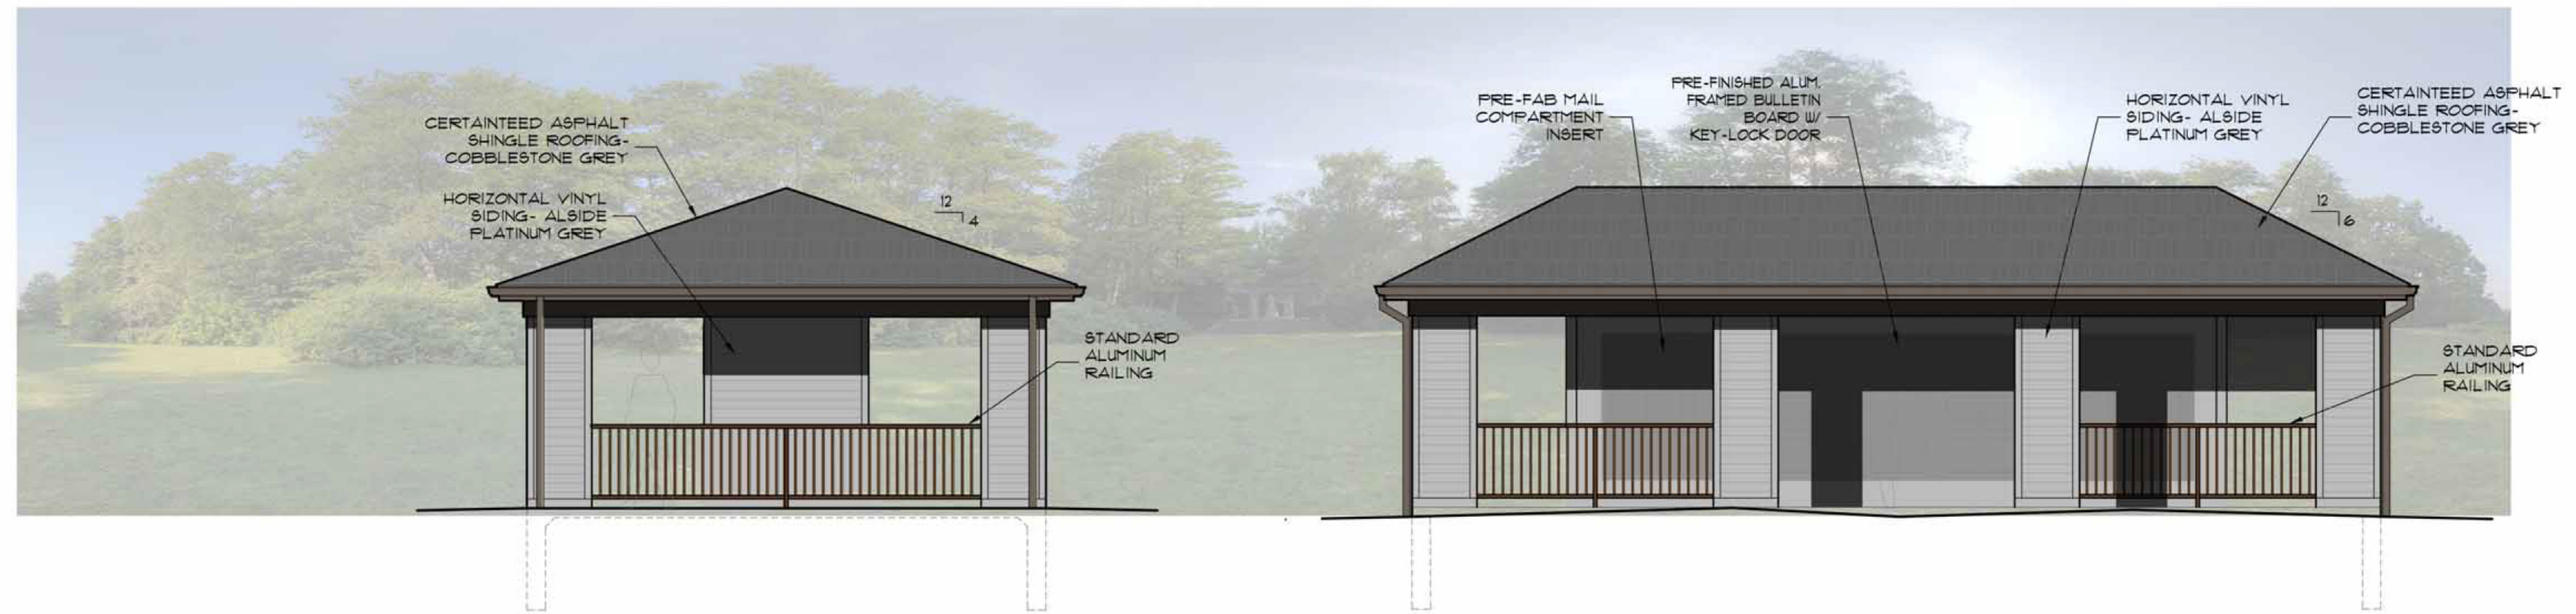 CERTAINTEED ASPHALT
SHINGLE ROOFING-
COBBLESTONE GREY
HORIZONTAL VINYL
SIDING- ALSIDE
PLATINUM GREY
12
4
STANDARD
ALUMINUM
RAILING
PRE-FAB MAIL
COMPARTMENT
INSERT
PRE-FINISHED ALUM.
FRAMED BULLETIN
BOARD W/
KEY-LOCK DOOR
HORIZONTAL VINYL
SIDING- ALSIDE
PLATINUM GREY
CERTAINTEED ASPHALT
SHINGLE ROOFING-
COBBLESTONE GREY
12
6
STANDARD
ALUMINUM
RAILING